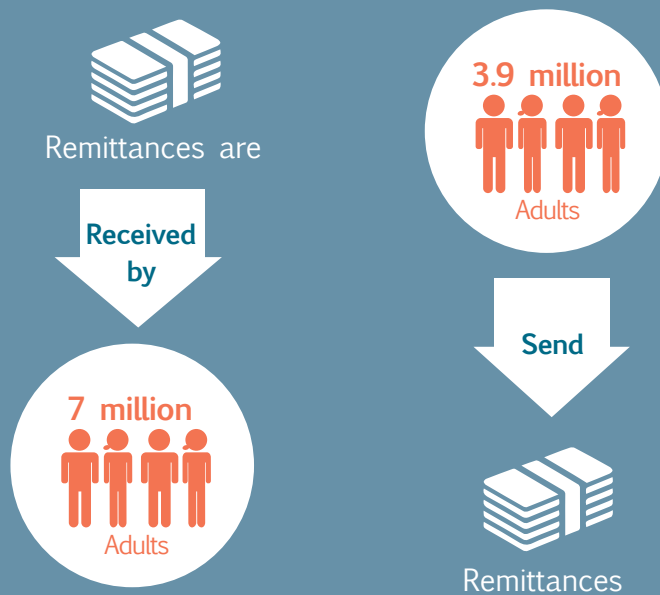 Remittances are
Received
by
7 million
Adults
3.9 million
Adults
Send
Remittances